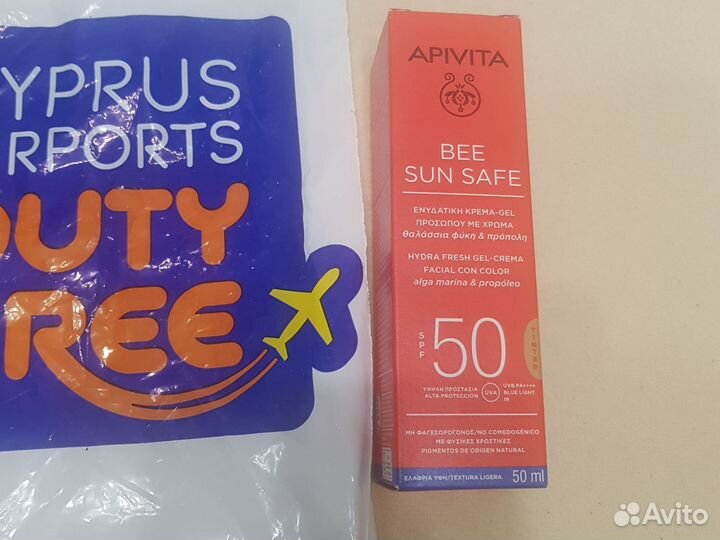 YPRUS
RPORTS
DUTY
REE
APIVITA
BEE
SUN SAFE
ΕΝΥΔΑΤΙΚΗ ΚΡΕΜΑ-GEL
ΠΡΟΣΩΠΟΥ ΜΕ ΧΡΩΜΑ
θαλάσσια φύκη & πρόπολη
HYDRA FRESH GEL-CREMA
FACIAL CON COLOR
alga marina & propóleo
SPF 50 TINTED
ΥΨΗΛΗ ΠΡΟΣΤΑΣΙΑ
ALTA PROTECCIÓN
UVA
UVB PA++++
BLUE LIGHT
IR
ΜΗ ΦΑΓΕΣΩΡΟΓΟΝΟΣ/NO COMEDOGÉNICO
ΜΕ ΦΥΣΙΚΕΣ ΧΡΩΣΤΙΚΕΣ
PIGMENTOS DE ORIGEN NATURAL
ΕΛΑΦΡΙΑ ΥΦΗ/TEXTURA LIGERA 50 ml
Avito